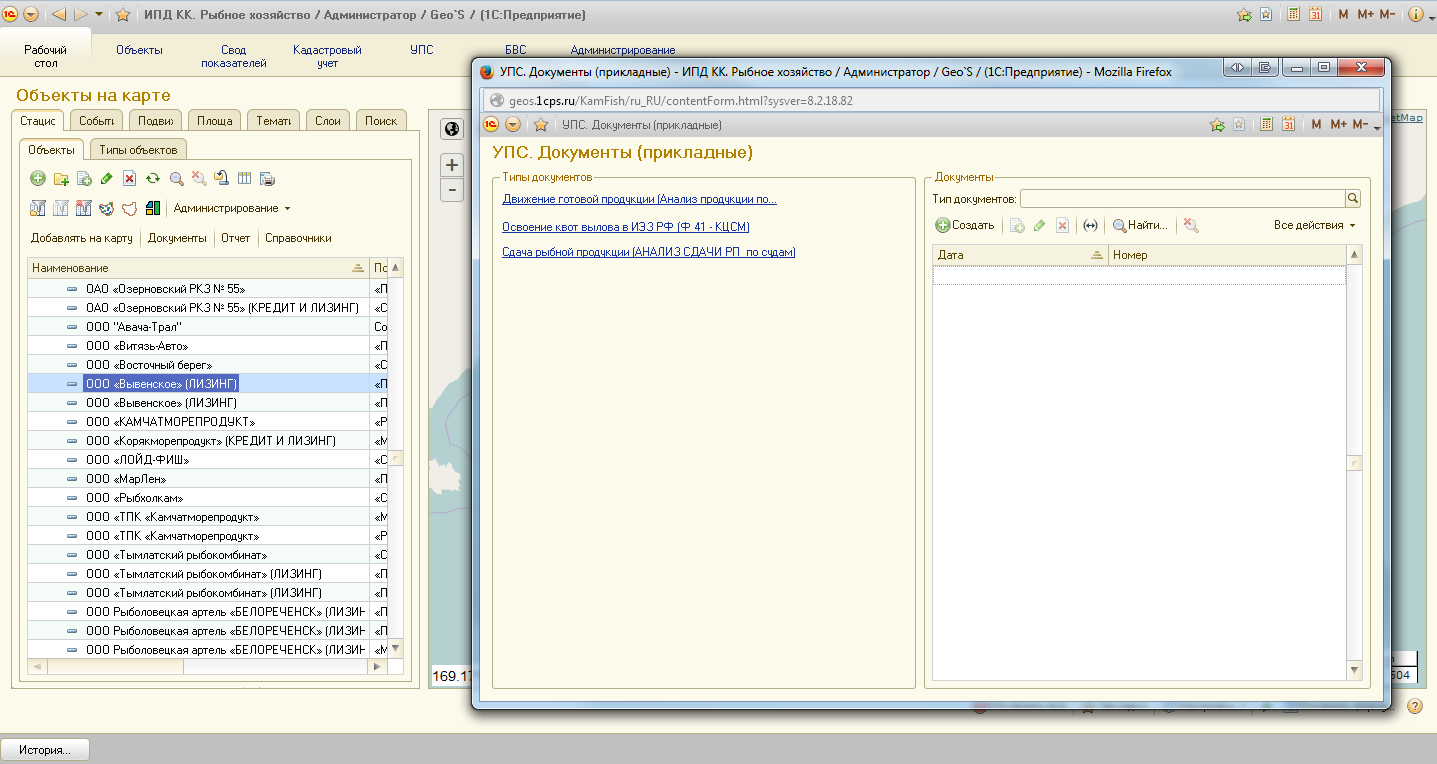 ИПД КК. Рыбное хозяйство / Администратор / Geo`S / (1С:Предприятие)
M M+ M-
Рабочий стол
Объекты
Свод показателей
Кадастровый учет
УПС
БВС
Администрирование
Объекты на карте
Стацис
Событи
Подвиж
Площа
Темати
Слои
Поиск
Объекты
Типы объектов
Администрирование
Добавлять на карту
Документы
Отчет
Справочники
Наименование
По
ОАО «Озерновский РКЗ № 55» «П
ОАО «Озерновский РКЗ № 55» (КРЕДИТ И ЛИЗИНГ) «С
ООО "Авача-Трал" Со
ООО «Витязь-Авто» «П
ООО «Восточный берег» «С
ООО «Вывенское» (ЛИЗИНГ) «П
ООО «Вывенское» (ЛИЗИНГ) «П
ООО «КАМЧАТМОРЕПРОДУКТ» «Р
ООО «Корякморепродукт» (КРЕДИТ И ЛИЗИНГ) «М
ООО «ЛОЙД-ФИШ» «С
ООО «МарЛен» «П
ООО «Рыбхолкам» «С
ООО «ТПК «Камчатморепродукт» «М
ООО «ТПК «Камчатморепродукт» «Р
ООО «Тымлатский рыбокомбинат» «С
ООО «Тымлатский рыбокомбинат» (ЛИЗИНГ) «П
ООО «Тымлатский рыбокомбинат» (ЛИЗИНГ) «П
ООО Рыболовецкая артель «БЕЛОРЕЧЕНСК» (ЛИЗИН «П
ООО Рыболовецкая артель «БЕЛОРЕЧЕНСК» (ЛИЗИН «П
ООО Рыболовецкая артель «БЕЛОРЕЧЕНСК» (ЛИЗИН «М
+
-
169.17
etMap
504
История...
УПС. Документы (прикладные) - ИПД КК. Рыбное хозяйство / Администратор / Geo`S / (1С:Предприятие) - Mozilla Firefox
geos.1cps.ru/KamFish/ru_RU/contentForm.html?sysver=8.2.18.82
УПС. Документы (прикладные)
M M+ M-
УПС. Документы (прикладные)
Типы документов
Движение готовой продукции (Анализ продукции по...
Освоение квот вылова в ИЭЗ РФ (Ф 41 - КЦСМ)
Сдача рыбной продукции (АНАЛИЗ СДАЧИ РП по судам)
Документы
Тип документов:
Создать
Найти...
Все действия
Дата
Номер